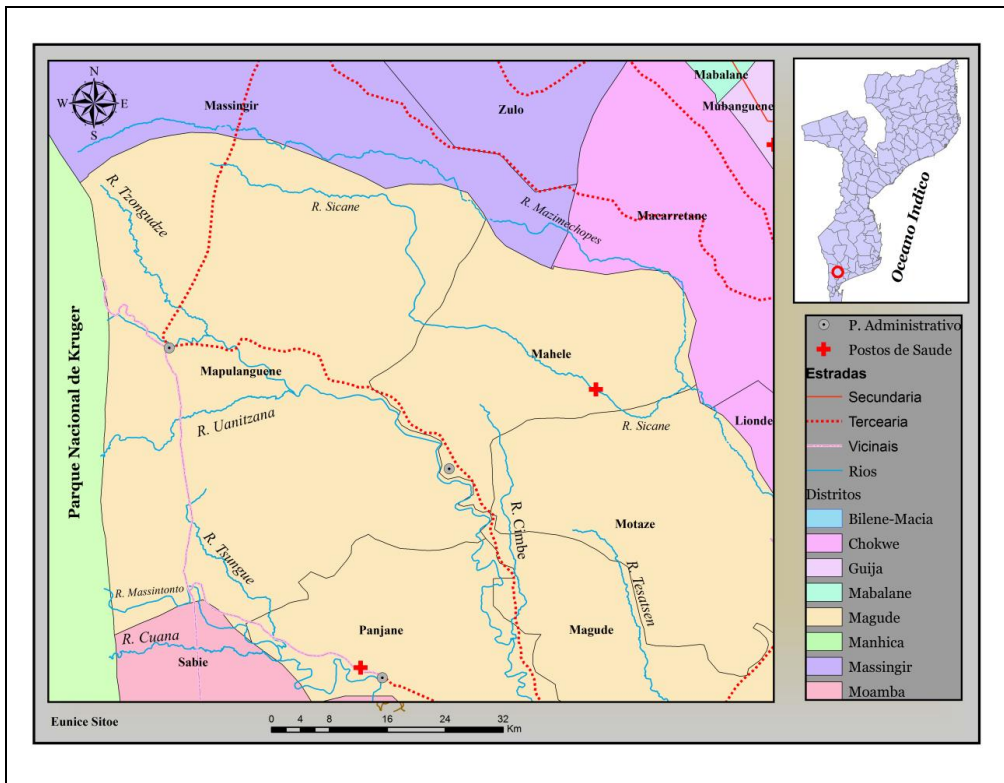 N
W
E
S
Massingir
Zulo
Mabalane
Mubanguene
R. Tzongudze
R. Sicane
R. Mazimechopes
Macarretane
Parque Nacional de Kruger
Mapulanguene
Mahele
R. Uanitzana
R. Sicane
Lionde
R. Cimbe
Motaze
R. Tsungue
R. Tesatsen
R. Massintonto
R. Cuana
Sabie
Panjane
Magude
Oceano Indico
P. Administrativo
Postos de Saude
Estradas
Secundaria
Tercearia
Vicinais
Rios
Distritos
Bilene-Macia
Chokwe
Guija
Mabalane
Magude
Manhica
Massingir
Moamba
Eunice Sitoe
0 4 8 16 24 32
Km